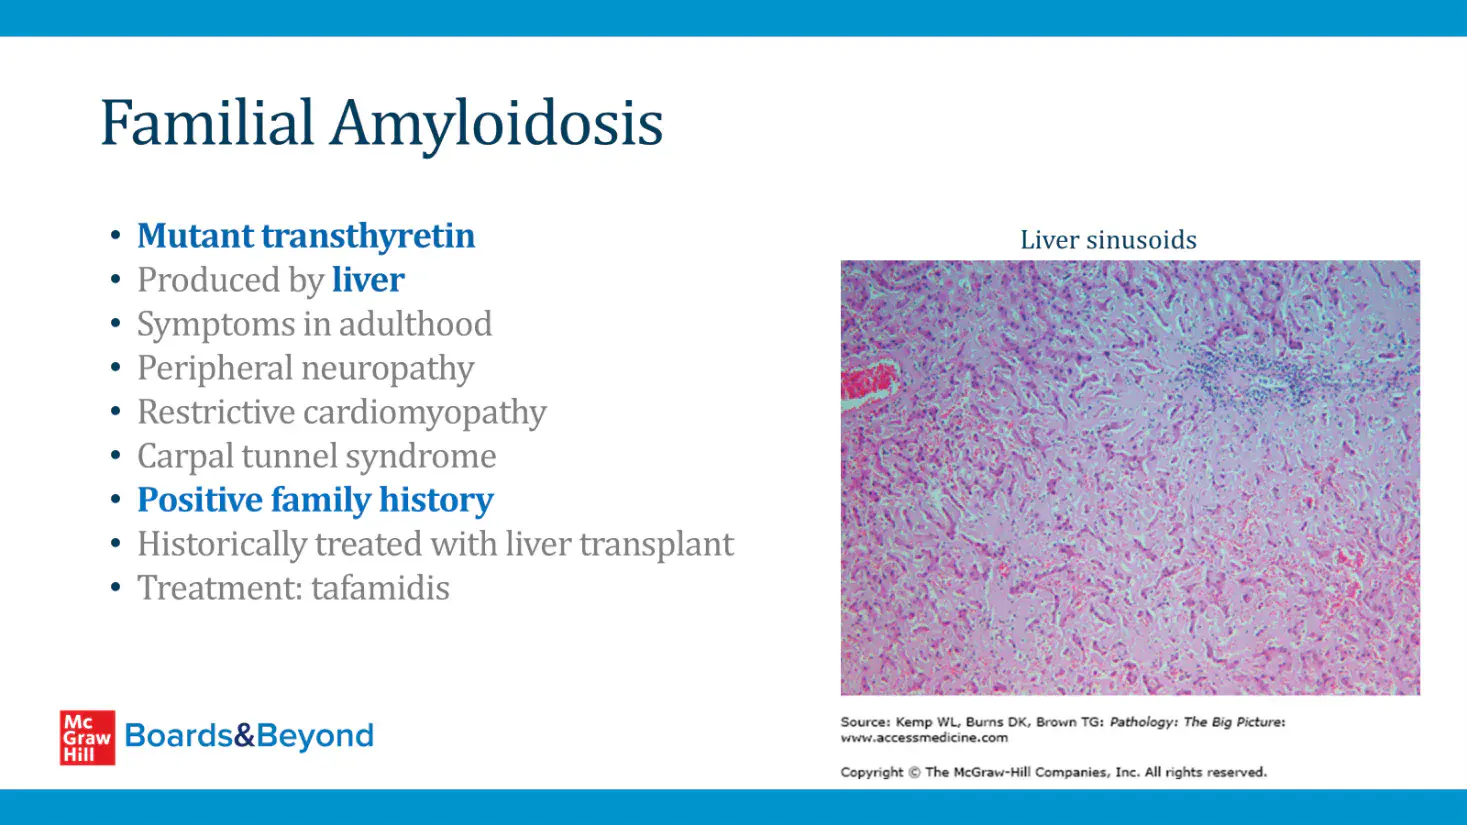 Familial Amyloidosis
• Mutant transthyretin
• Produced by liver
• Symptoms in adulthood
• Peripheral neuropathy
• Restrictive cardiomyopathy
• Carpal tunnel syndrome
• Positive family history
• Historically treated with liver transplant
• Treatment: tafamidis
Liver sinusoids
Source: Kemp WL, Burns DK, Brown TG: Pathology: The Big Picture:
www.accessmedicine.com
Copyright © The McGraw-Hill Companies, Inc. All rights reserved.
Mc
Graw
Hill
Boards&Beyond